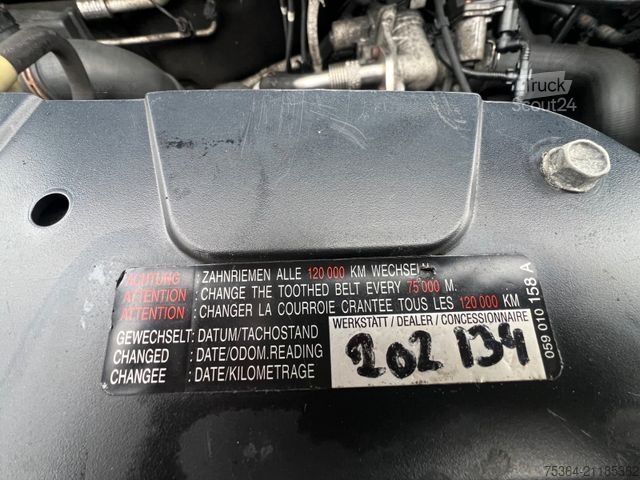 Truck
Scout24
ACHTUNG : ZAHNRIEMEN ALLE 120 000 KM WECHSELN
ATTENTION : CHANGE THE TOOTHED BELT EVERY 75 000 M.
ATTENTION : CHANGER LA COURROIE CRANTEE TOUS LES 120 000 KM
GEWECHSELT: DATUM/TACHOSTAND
CHANGED : DATE/ODOM.READING
CHANGEE : DATE/KILOMETRAGE
WERKSTATT / DEALER / CONCESSIONNAIRE
202 134
059 010 158 A
75364-21185382